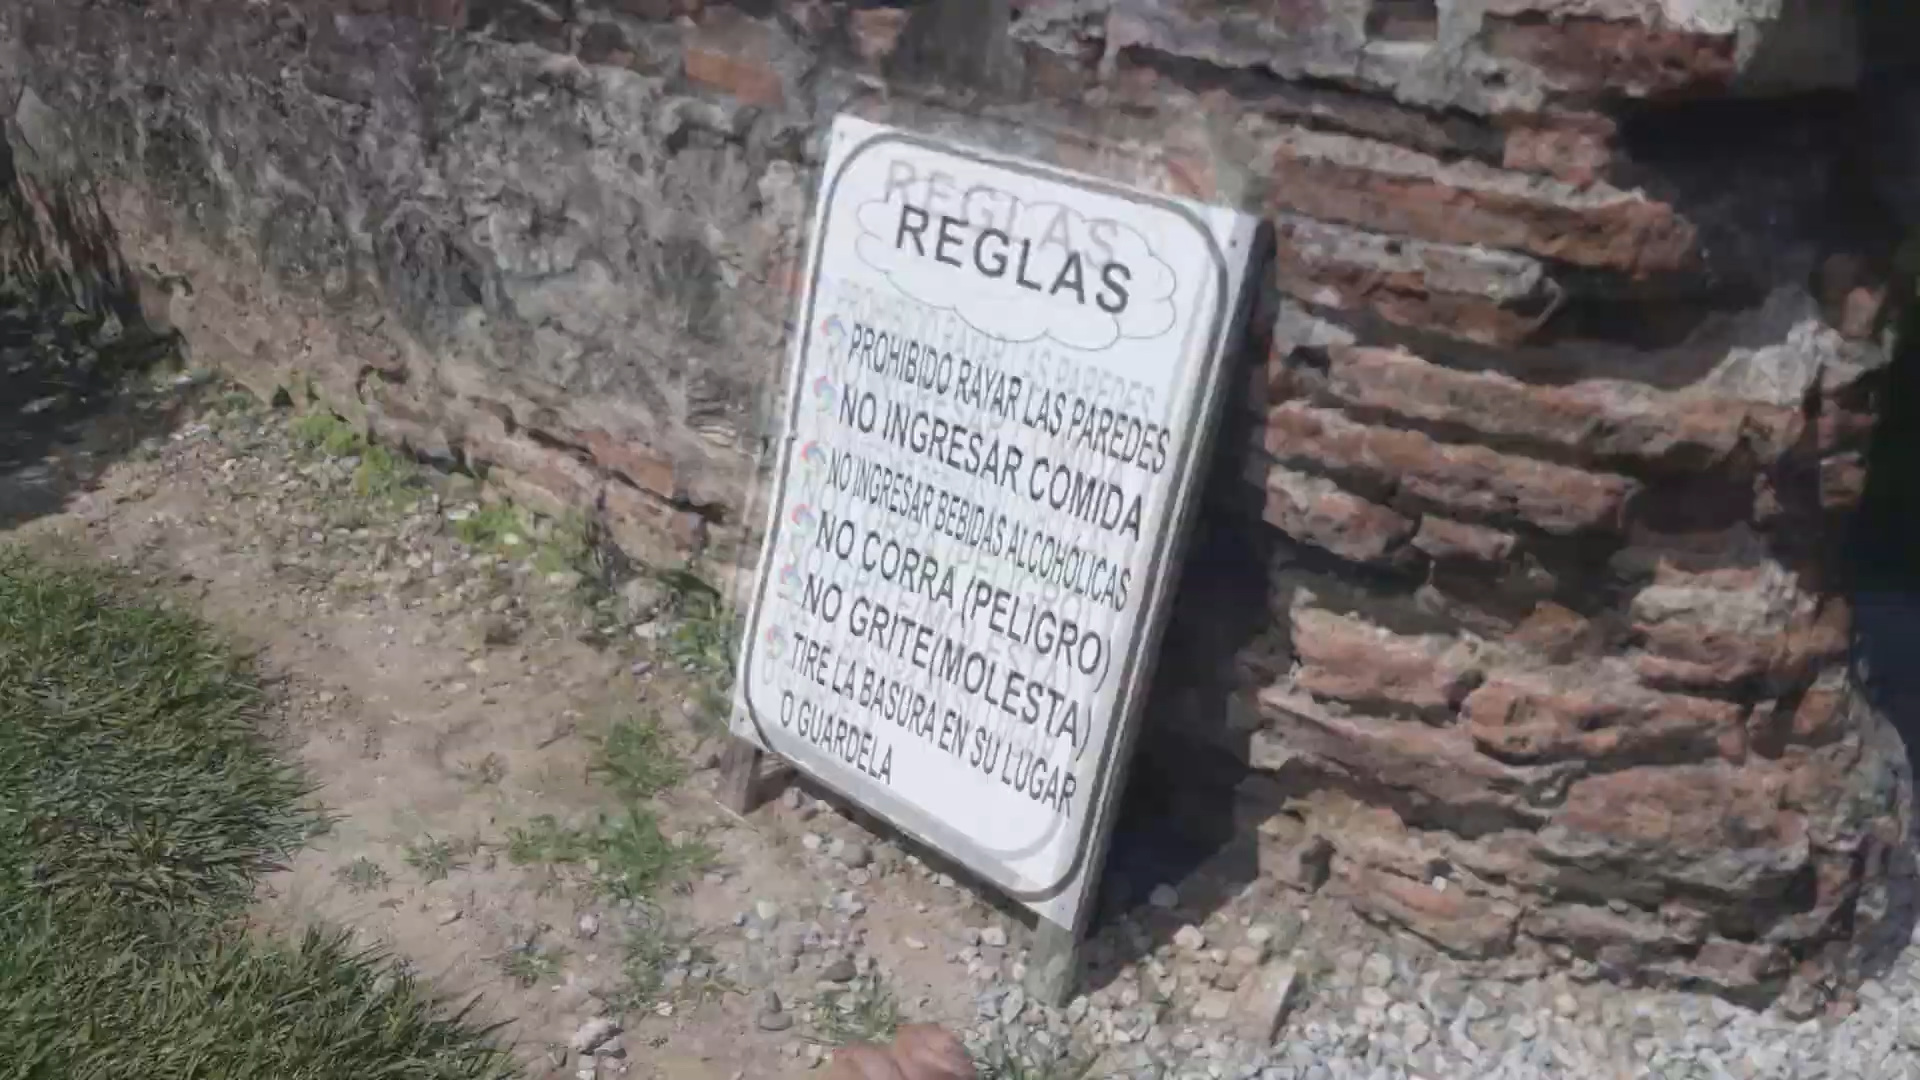 REGLAS
PROHIBIDO RAYAR LAS PAREDES
NO INGRESAR COMIDA
NO INGRESAR BEBIDAS ALCOHOLICAS
NO CORRA (PELIGRO)
NO GRITE(MOLESTA)
TIRE LA BASURA EN SU LUGAR
O GUARDELA